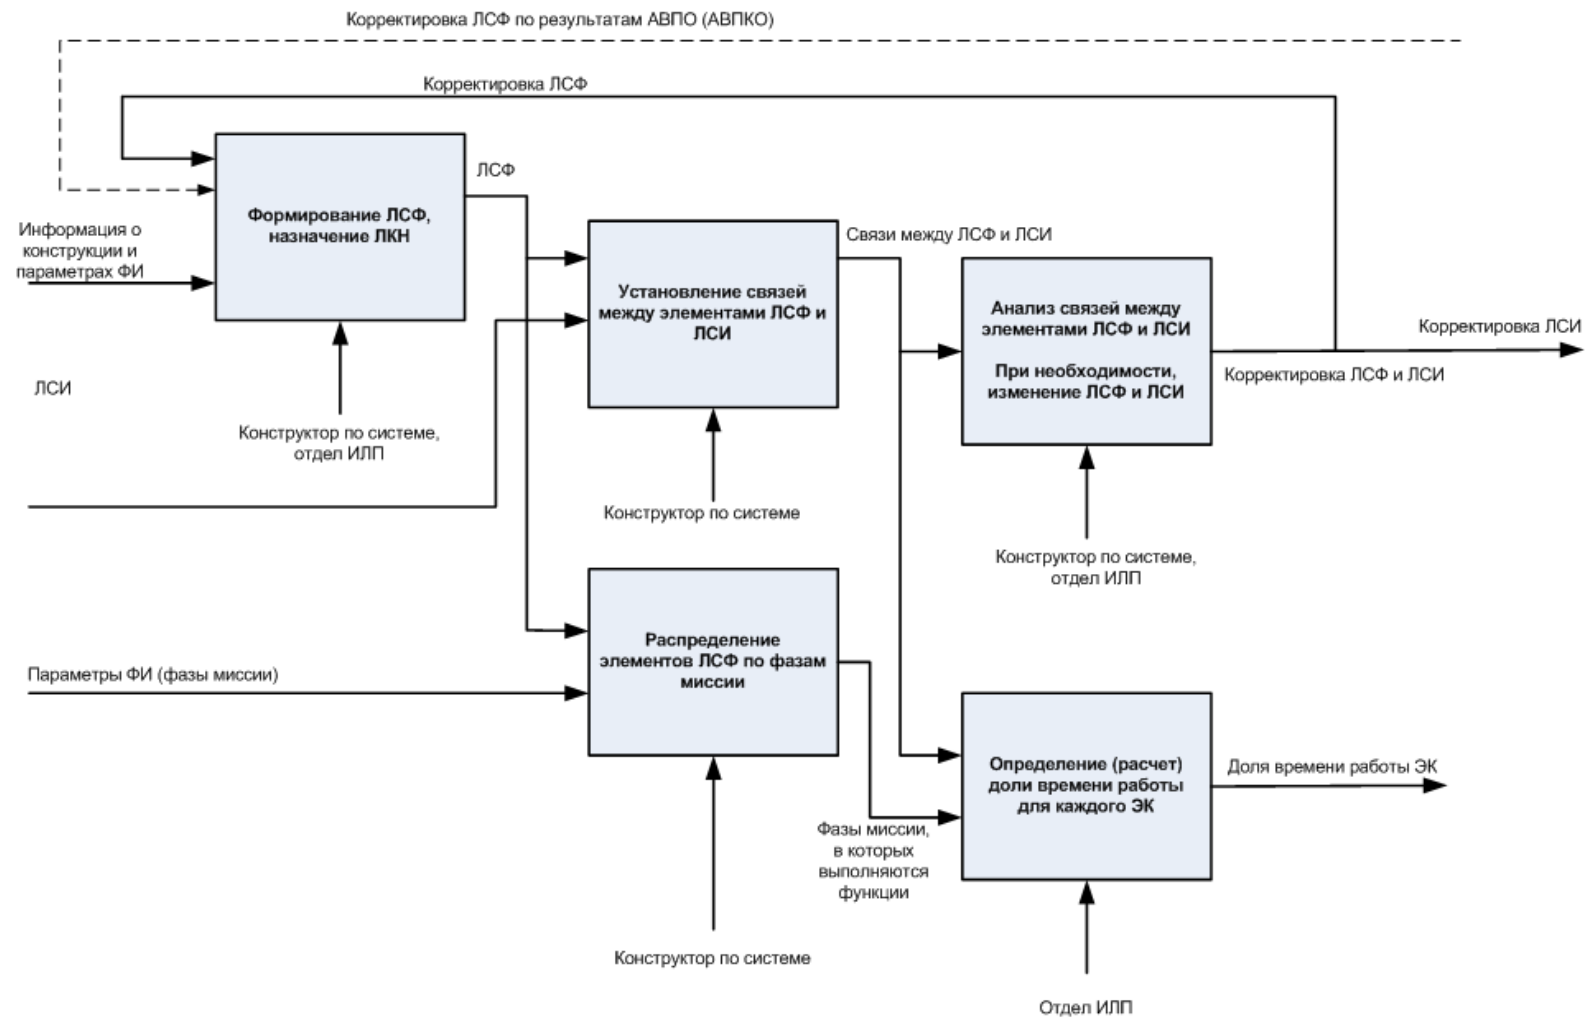 Корректировка ЛСФ по результатам АВПО (АВПКО)
Корректировка ЛСФ
ЛСФ
Формирование ЛСФ,
назначение ЛКН
Информация о
конструкции и
параметрах ФИ
Связи между ЛСФ и ЛСИ
Установление связей
между элементами ЛСФ и
ЛСИ
Анализ связей между
элементами ЛСФ и ЛСИ
При необходимости,
изменение ЛСФ и ЛСИ
Корректировка ЛСИ
Корректировка ЛСФ и ЛСИ
ЛСИ
Конструктор по системе,
отдел ИЛП
Конструктор по системе
Конструктор по системе,
отдел ИЛП
Распределение
элементов ЛСФ по фазам
миссии
Параметры ФИ (фазы миссии)
Определение (расчет)
доли времени работы
для каждого ЭК
Доля времени работы ЭК
Фазы миссии,
в которых
выполняются
функции
Конструктор по системе
Отдел ИЛП